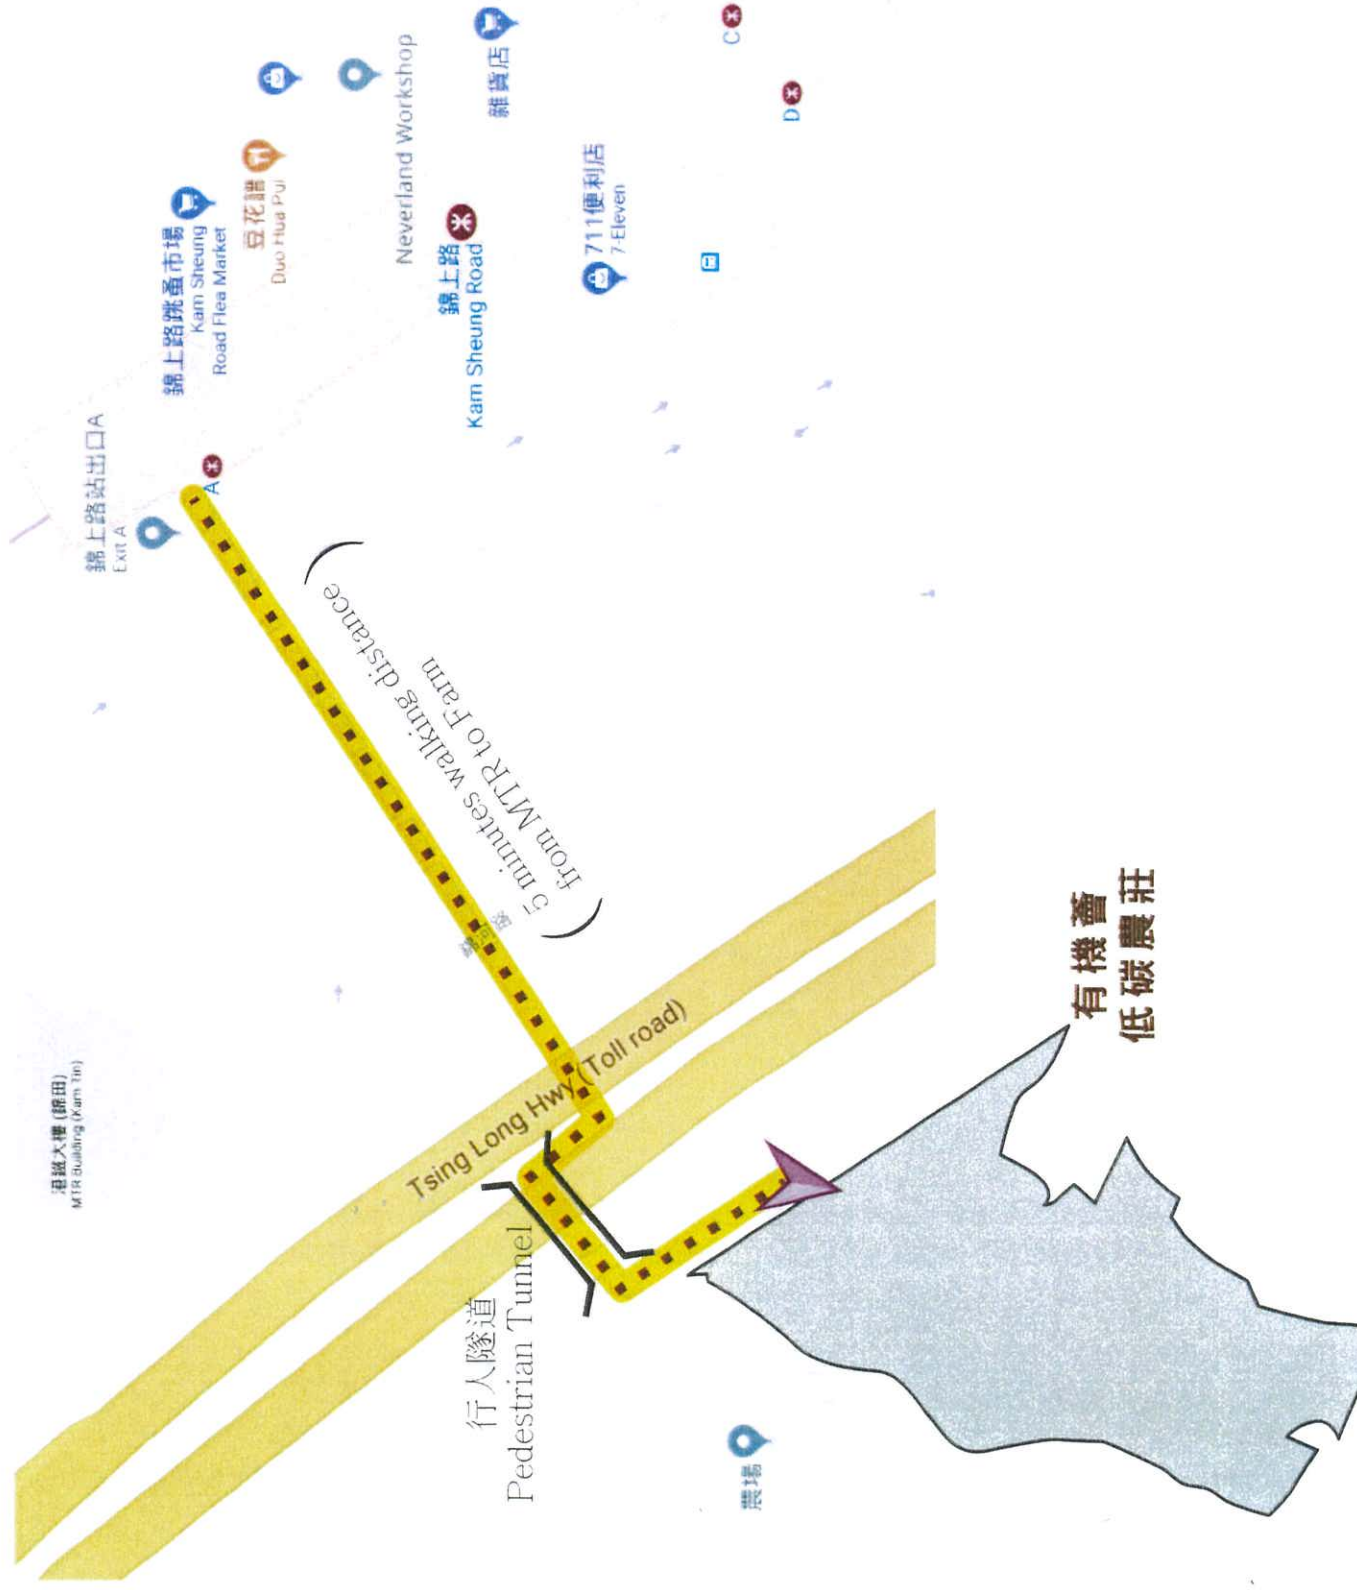 港鐵大樓 (錦田)
MTR Building (Kam Tin)
錦上路站出口A
Exit A
A
錦上路跳蚤市場
Kam Sheung
Road Flea Market
豆花譜
Duo Hua Pui
Neverland Workshop
錦上路
Kam Sheung Road
雜貨店
711便利店
7-Eleven
C
D
(5 minutes walking distance
from MTR to Farm)
Tsing Long Hwy (Toll road)
行人隧道
Pedestrian Tunnel
農場
有機薈
低碳農莊